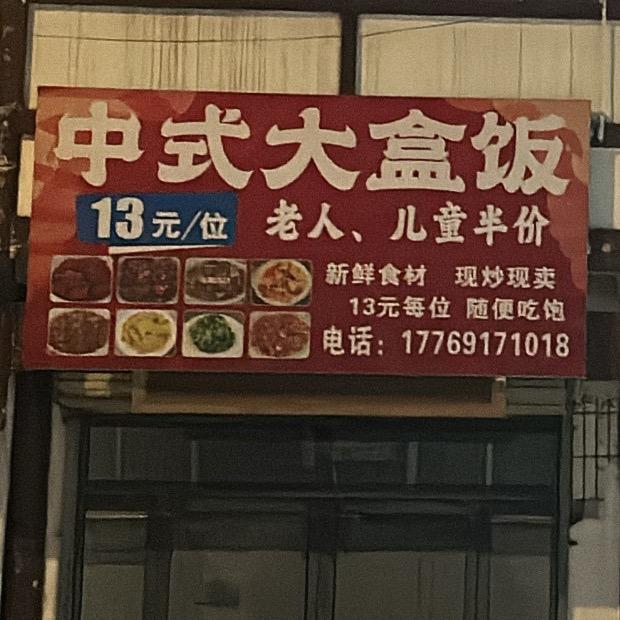 中式大盒饭
13元/位 老人、儿童半价
新鲜食材 现炒现卖
13元每位 随便吃饱
电话：17769171018